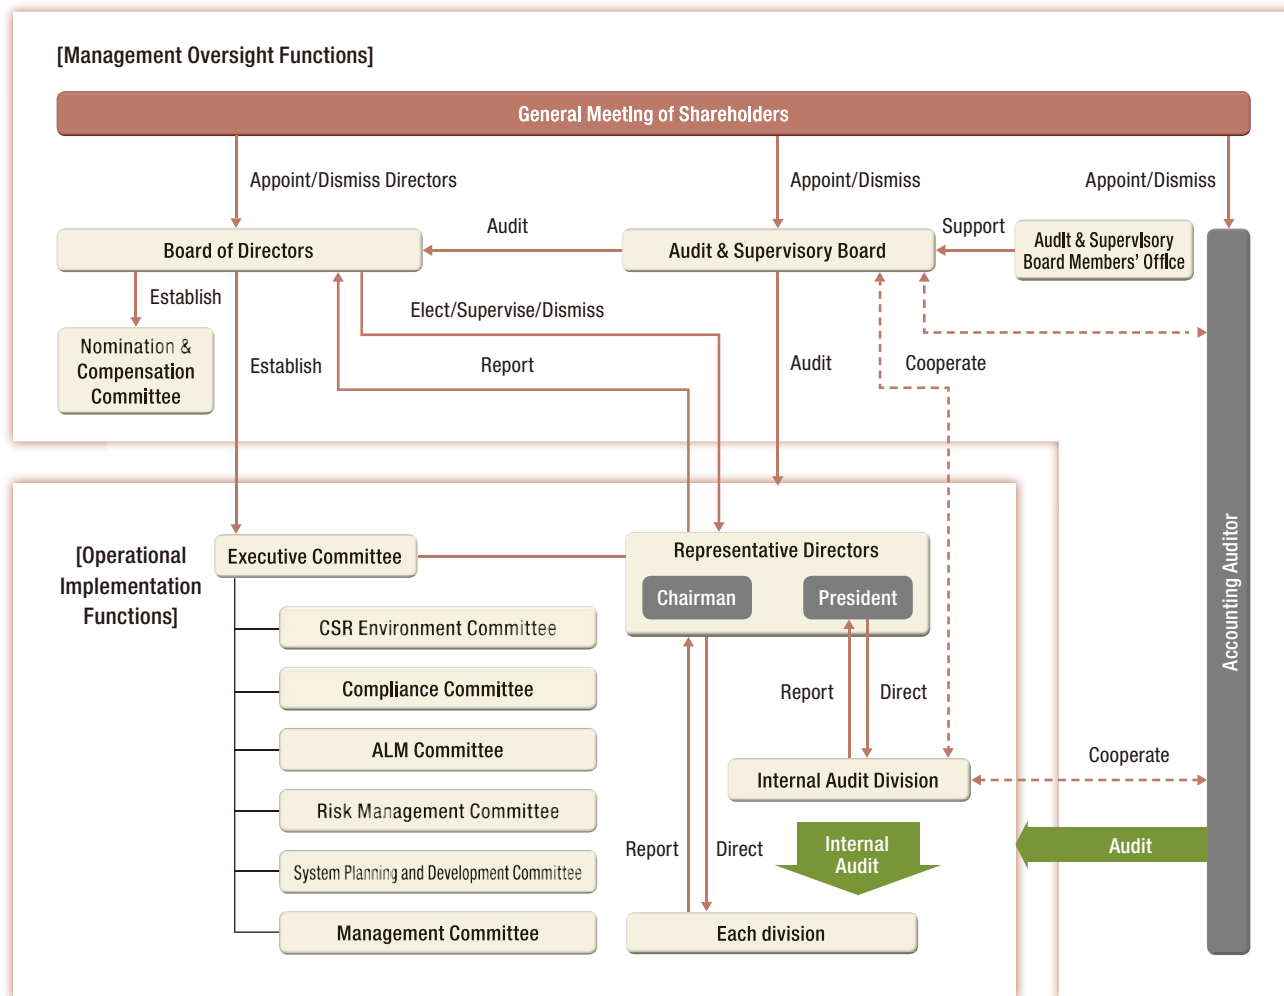 [Management Oversight Functions]
General Meeting of Shareholders
Appoint/Dismiss Directors
Appoint/Dismiss
Appoint/Dismiss
Board of Directors
Audit
Audit & Supervisory Board
Support
Audit & Supervisory
Board Members' Office
Establish
Nomination &
Compensation
Committee
Establish
Elect/Supervise/Dismiss
Report
Audit
Cooperate
Accounting Auditor
[Operational
Implementation
Functions]
Executive Committee
Representative Directors
Chairman
President
CSR Environment Committee
Compliance Committee
ALM Committee
Risk Management Committee
System Planning and Development Committee
Management Committee
Report
Direct
Internal Audit Division
Cooperate
Report
Direct
Internal
Audit
Audit
Each division